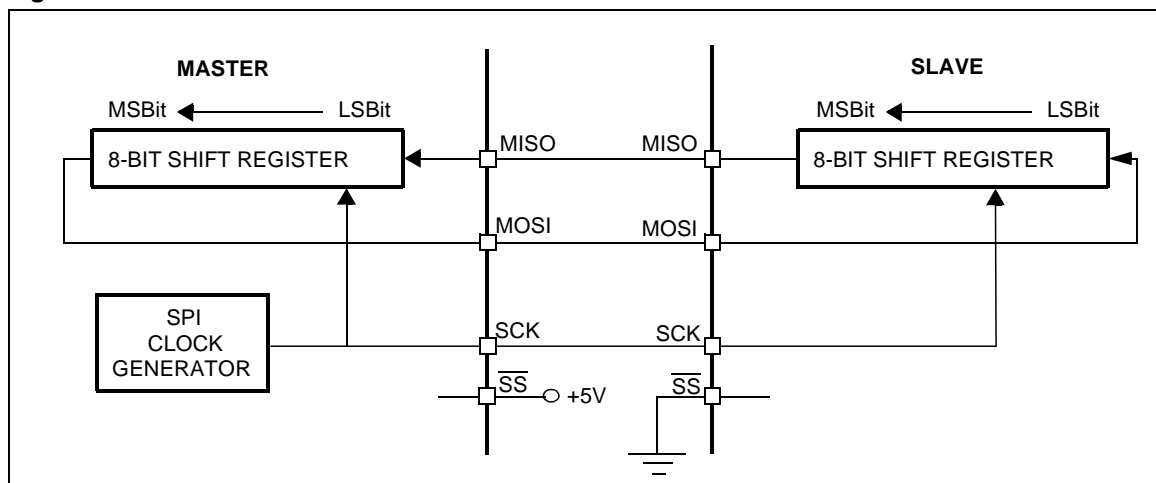 MASTER
SLAVE
MSBit LSBit
MSBit LSBit
8-BIT SHIFT REGISTER
MISO
MISO
8-BIT SHIFT REGISTER
MOSI
MOSI
SPI
CLOCK
GENERATOR
SCK
SCK
SS
+5V
SS